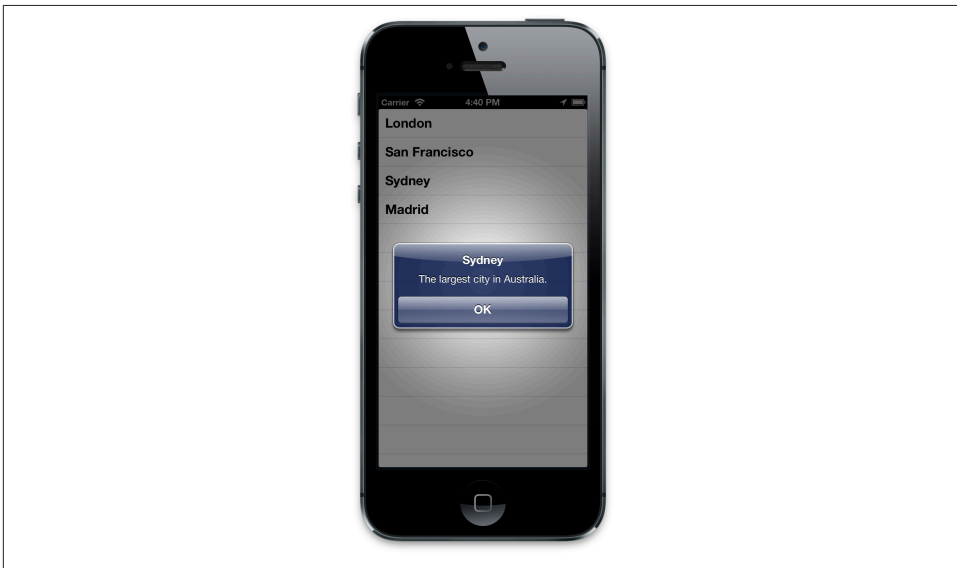 Carrier 4:40 PM
London
San Francisco
Sydney
Madrid
Sydney
The largest city in Australia.
OK